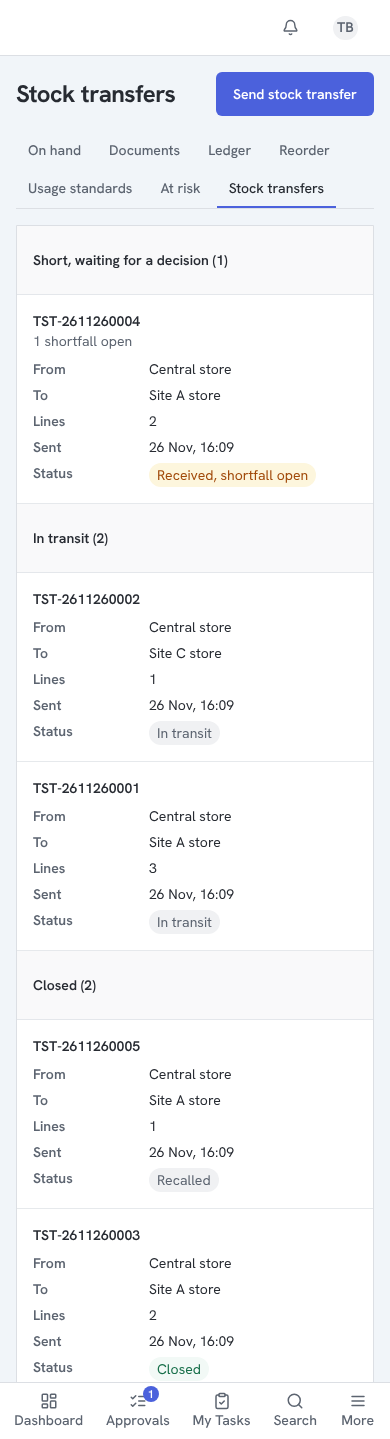 TB
Stock transfers
Send stock transfer
On hand Documents Ledger Reorder
Usage standards At risk Stock transfers
Short, waiting for a decision (1)
TST-2611260004
1 shortfall open
From Central store
To Site A store
Lines 2
Sent 26 Nov, 16:09
Status Received, shortfall open
In transit (2)
TST-2611260002
From Central store
To Site C store
Lines 1
Sent 26 Nov, 16:09
Status In transit
TST-2611260001
From Central store
To Site A store
Lines 3
Sent 26 Nov, 16:09
Status In transit
Closed (2)
TST-2611260005
From Central store
To Site A store
Lines 1
Sent 26 Nov, 16:09
Status Recalled
TST-2611260003
From Central store
To Site A store
Lines 2
Sent 26 Nov, 16:09
Status Closed
1
Dashboard Approvals My Tasks Search More